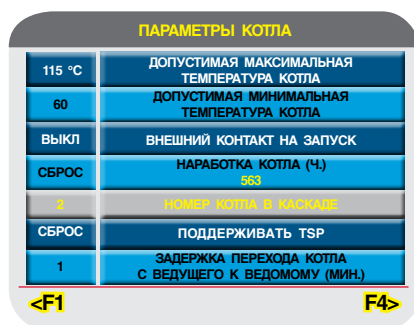 ПАРАМЕТРЫ КОТЛА
115 °C
ДОПУСТИМАЯ МАКСИМАЛЬНАЯ
ТЕМПЕРАТУРА КОТЛА
60
ДОПУСТИМАЯ МИНИМАЛЬНАЯ
ТЕМПЕРАТУРА КОТЛА
ВЫКЛ
ВНЕШНИЙ КОНТАКТ НА ЗАПУСК
СБРОС
НАРАБОТКА КОТЛА (Ч.)
563
2
НОМЕР КОТЛА В КАСКАДЕ
СБРОС
ПОДДЕРЖИВАТЬ TSP
1
ЗАДЕРЖКА ПЕРЕХОДА КОТЛА
С ВЕДУЩЕГО К ВЕДОМОМУ (МИН.)
<F1
F4>